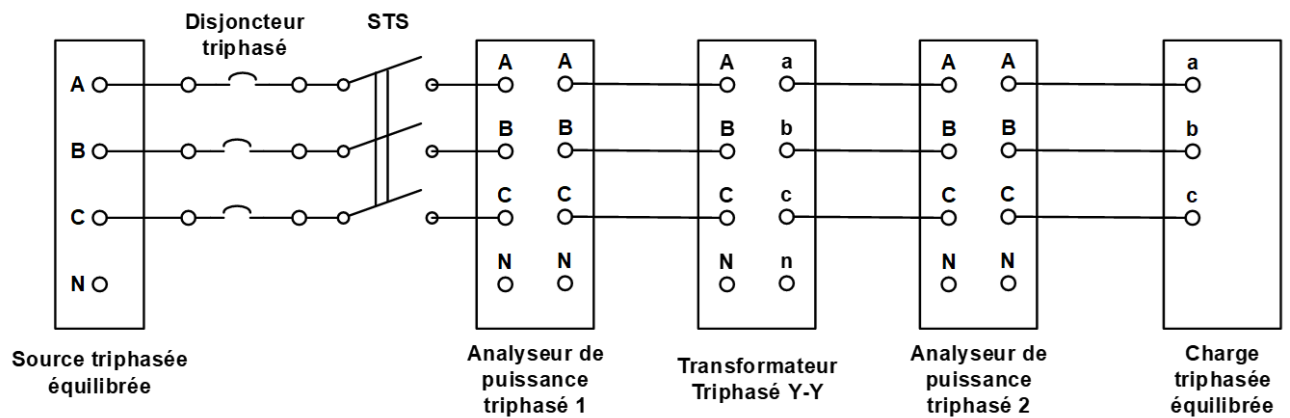 Disjoncteur
triphasé
STS
A A A A a A A a
B B B B b B B b
C C C C c C C c
N N N N n N N
Source triphasée
équilibrée
Analyseur de
puissance
triphasé 1
Transformateur
Triphasé Y-Y
Analyseur de
puissance
triphasé 2
Charge
triphasée
équilibrée